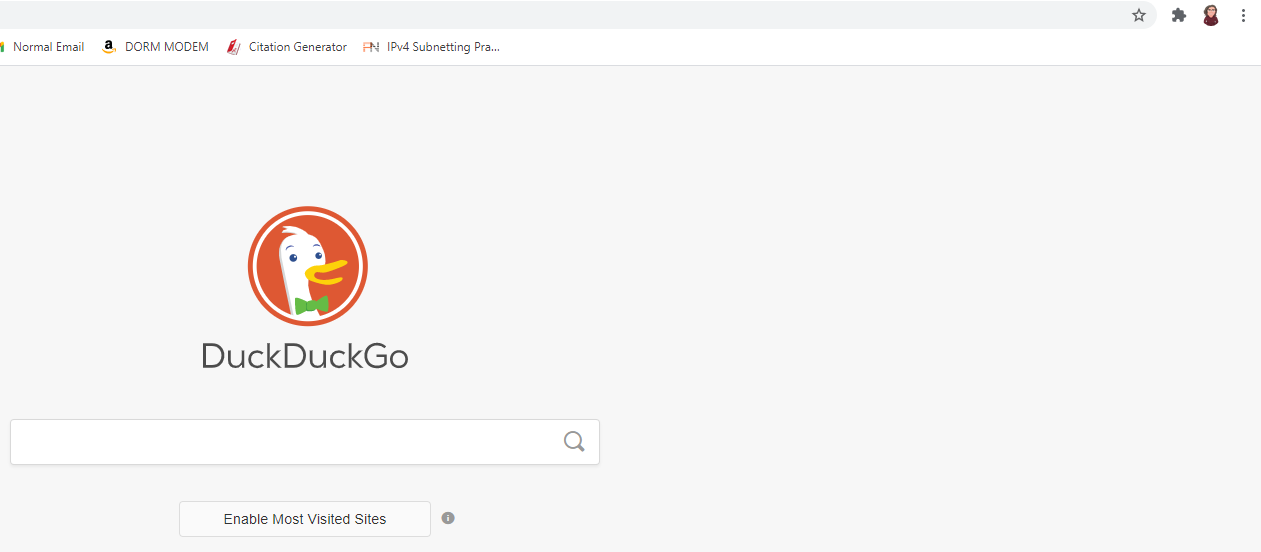 Normal Email DORM MODEM Citation Generator IPv4 Subnetting Pra...
DuckDuckGo
Enable Most Visited Sites